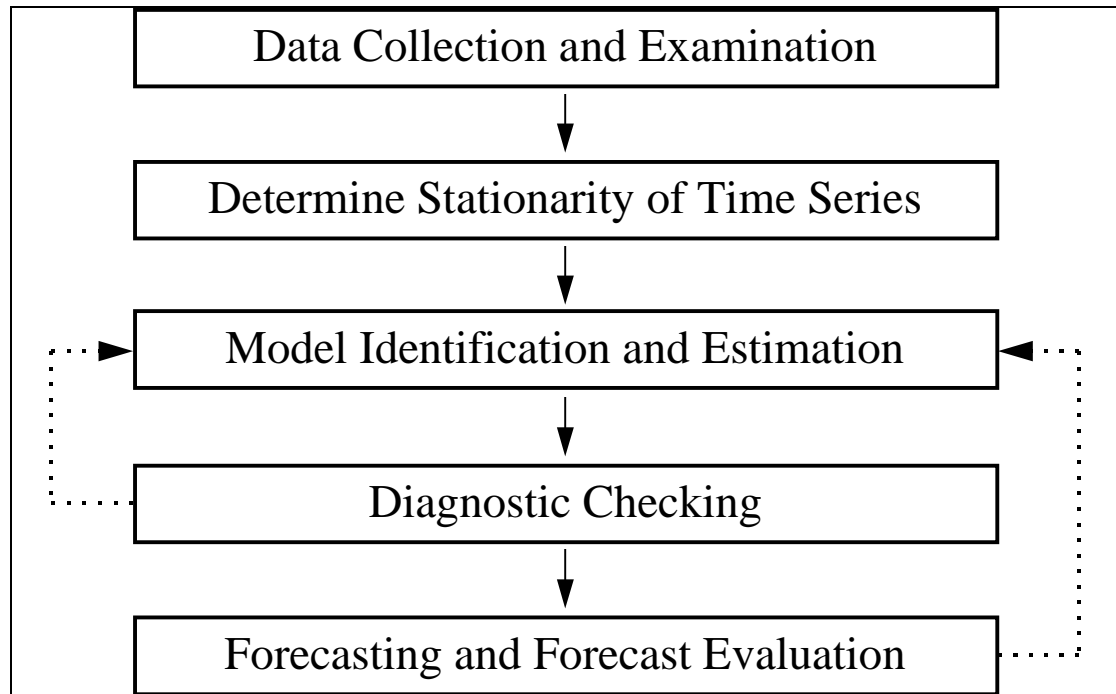 Data Collection and Examination
Determine Stationarity of Time Series
Model Identification and Estimation
Diagnostic Checking
Forecasting and Forecast Evaluation